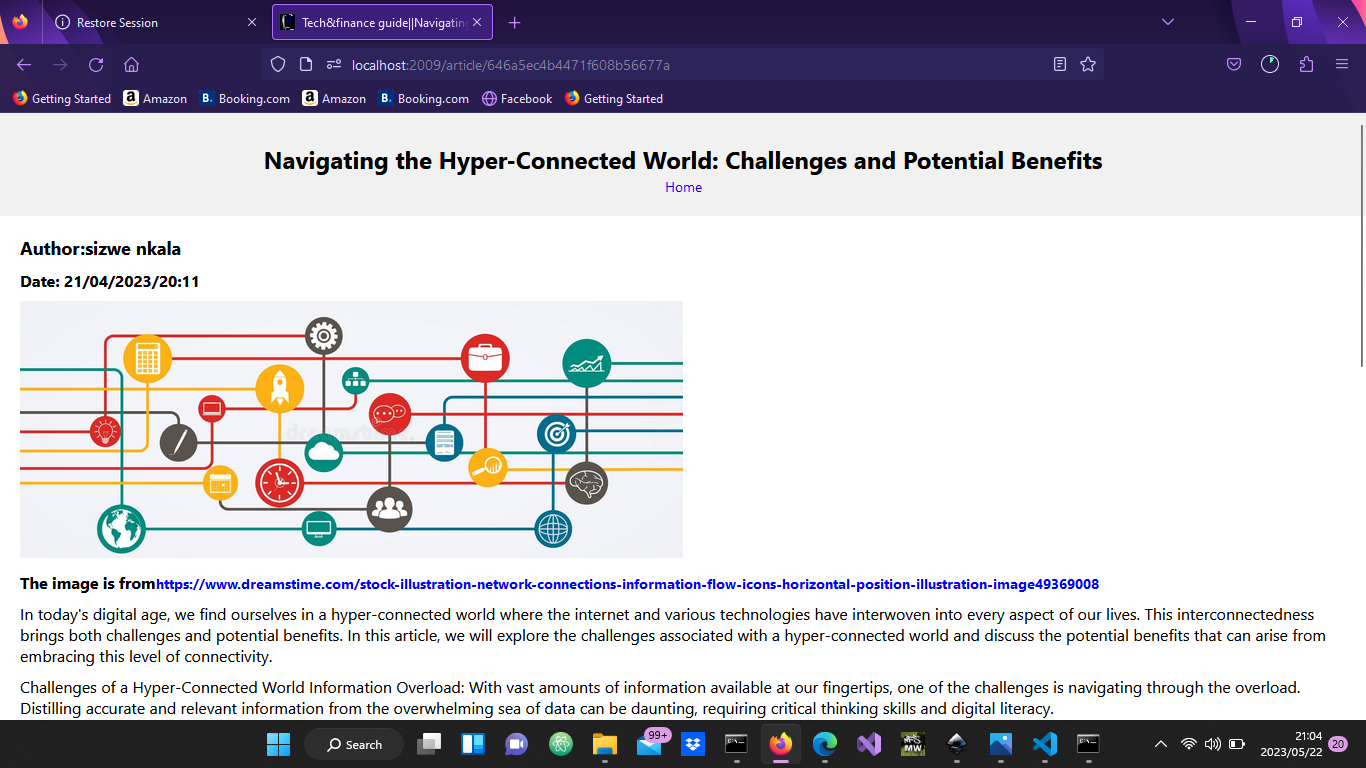 Restore Session
Tech&finance guide||Navigating
localhost:2009/article/646a5ec4b4471f608b56677a
Getting Started
Amazon
Booking.com
Amazon
Booking.com
Facebook
Getting Started
Navigating the Hyper-Connected World: Challenges and Potential Benefits
Home
Author:sizwe nkala
Date: 21/04/2023/20:11
dreamstime.
The image is fromhttps://www.dreamstime.com/stock-illustration-network-connections-information-flow-icons-horizontal-position-illustration-image49369008
In today's digital age, we find ourselves in a hyper-connected world where the internet and various technologies have interwoven into every aspect of our lives. This interconnectedness
brings both challenges and potential benefits. In this article, we will explore the challenges associated with a hyper-connected world and discuss the potential benefits that can arise from
embracing this level of connectivity.
Challenges of a Hyper-Connected World Information Overload: With vast amounts of information available at our fingertips, one of the challenges is navigating through the overload.
Distilling accurate and relevant information from the overwhelming sea of data can be daunting, requiring critical thinking skills and digital literacy.
Search
99+
NFS
MW
21:04
2023/05/22
20